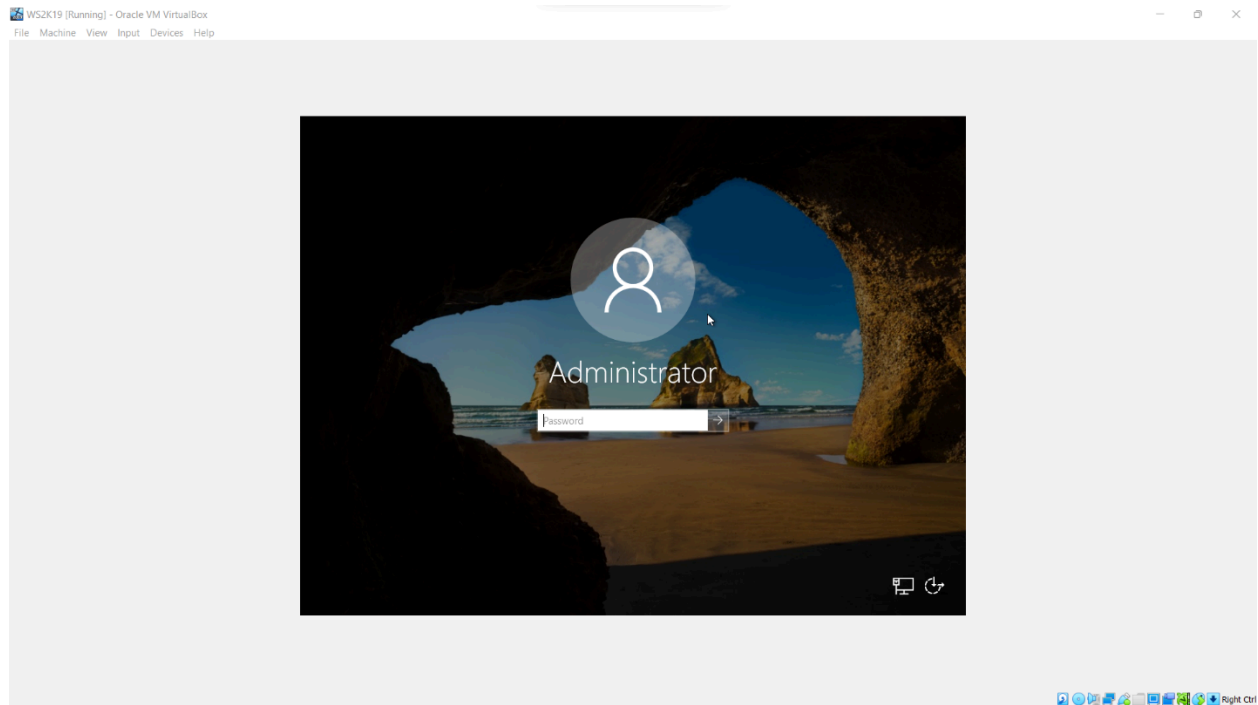 WS2K19 [Running] - Oracle VM VirtualBox
File Machine View Input Devices Help
Administrator
Password
Right Ctrl